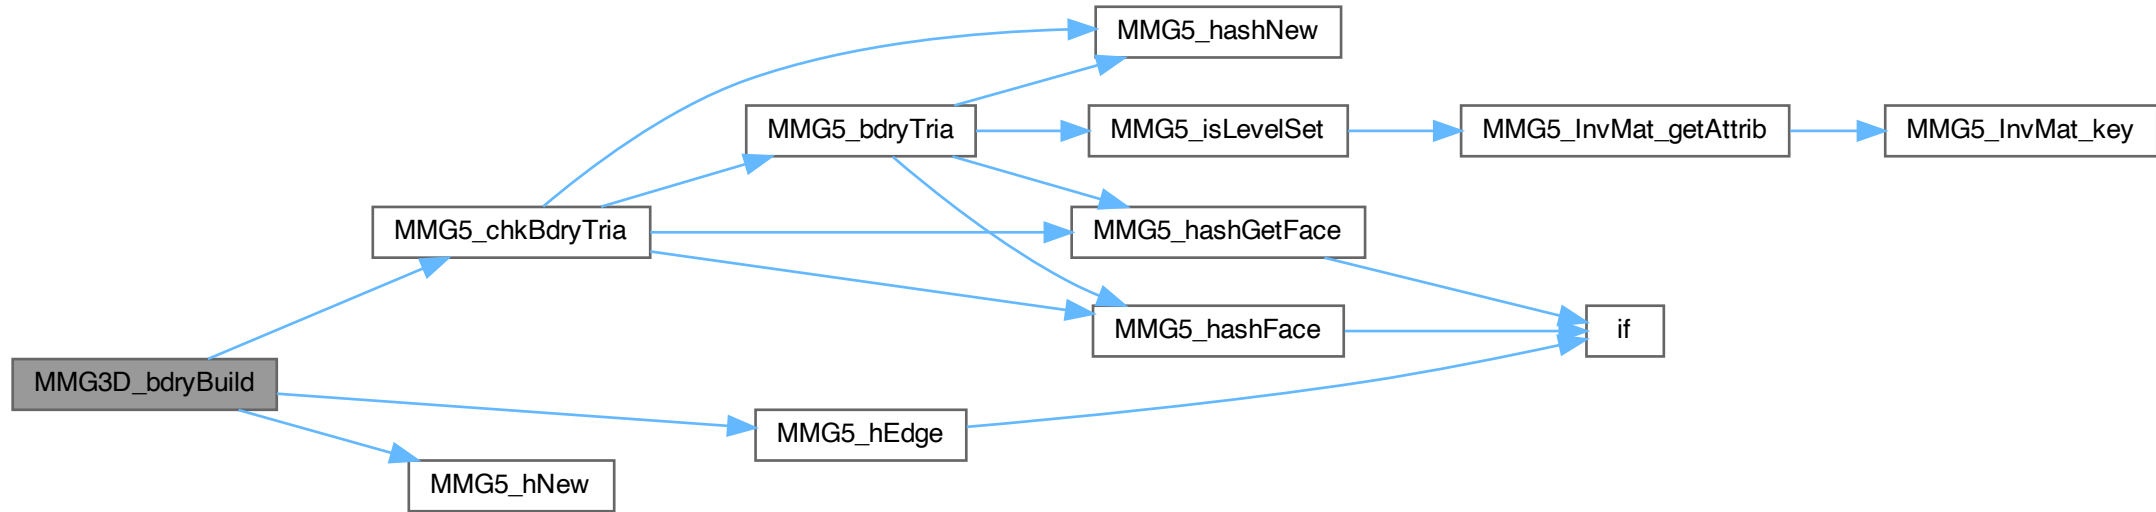 MMG5_hashNew
MMG5_bdryTria
MMG5_isLevelSet
MMG5_InvMat_getAttrib
MMG5_InvMat_key
MMG5_chkBdryTria
MMG5_hashGetFace
MMG5_hashFace
if
MMG3D_bdryBuild
MMG5_hEdge
MMG5_hNew